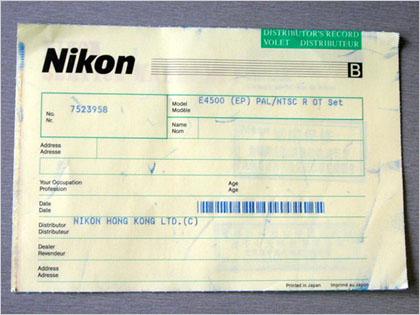 DISTRIBUTOR'S RECORD
VOLET DISTRIBUTEUR
Nikon
B
No. 7523958
Nr.
Model E4500 (EP) PAL/NTSC R OT Set
Modèle
Name
Nom
Address
Adresse
Your Occupation Age
Profession Age
Date
Date
Distributor NIKON HONG KONG LTD.(C)
Distributeur
Dealer
Revendeur
Address
Adresse
Printed in Japan Imprimé au Japon